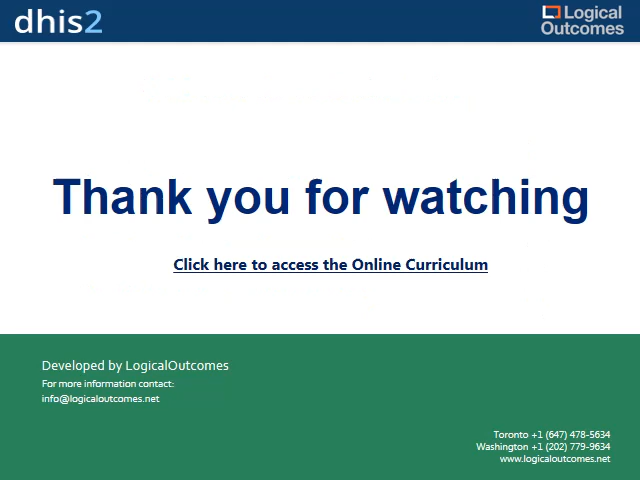 dhis2
Logical
Outcomes
Thank you for watching
Click here to access the Online Curriculum
Developed by LogicalOutcomes
For more information contact:
info@logicaloutcomes.net
Toronto +1 (647) 478-5634
Washington +1 (202) 779-9634
www.logicaloutcomes.net